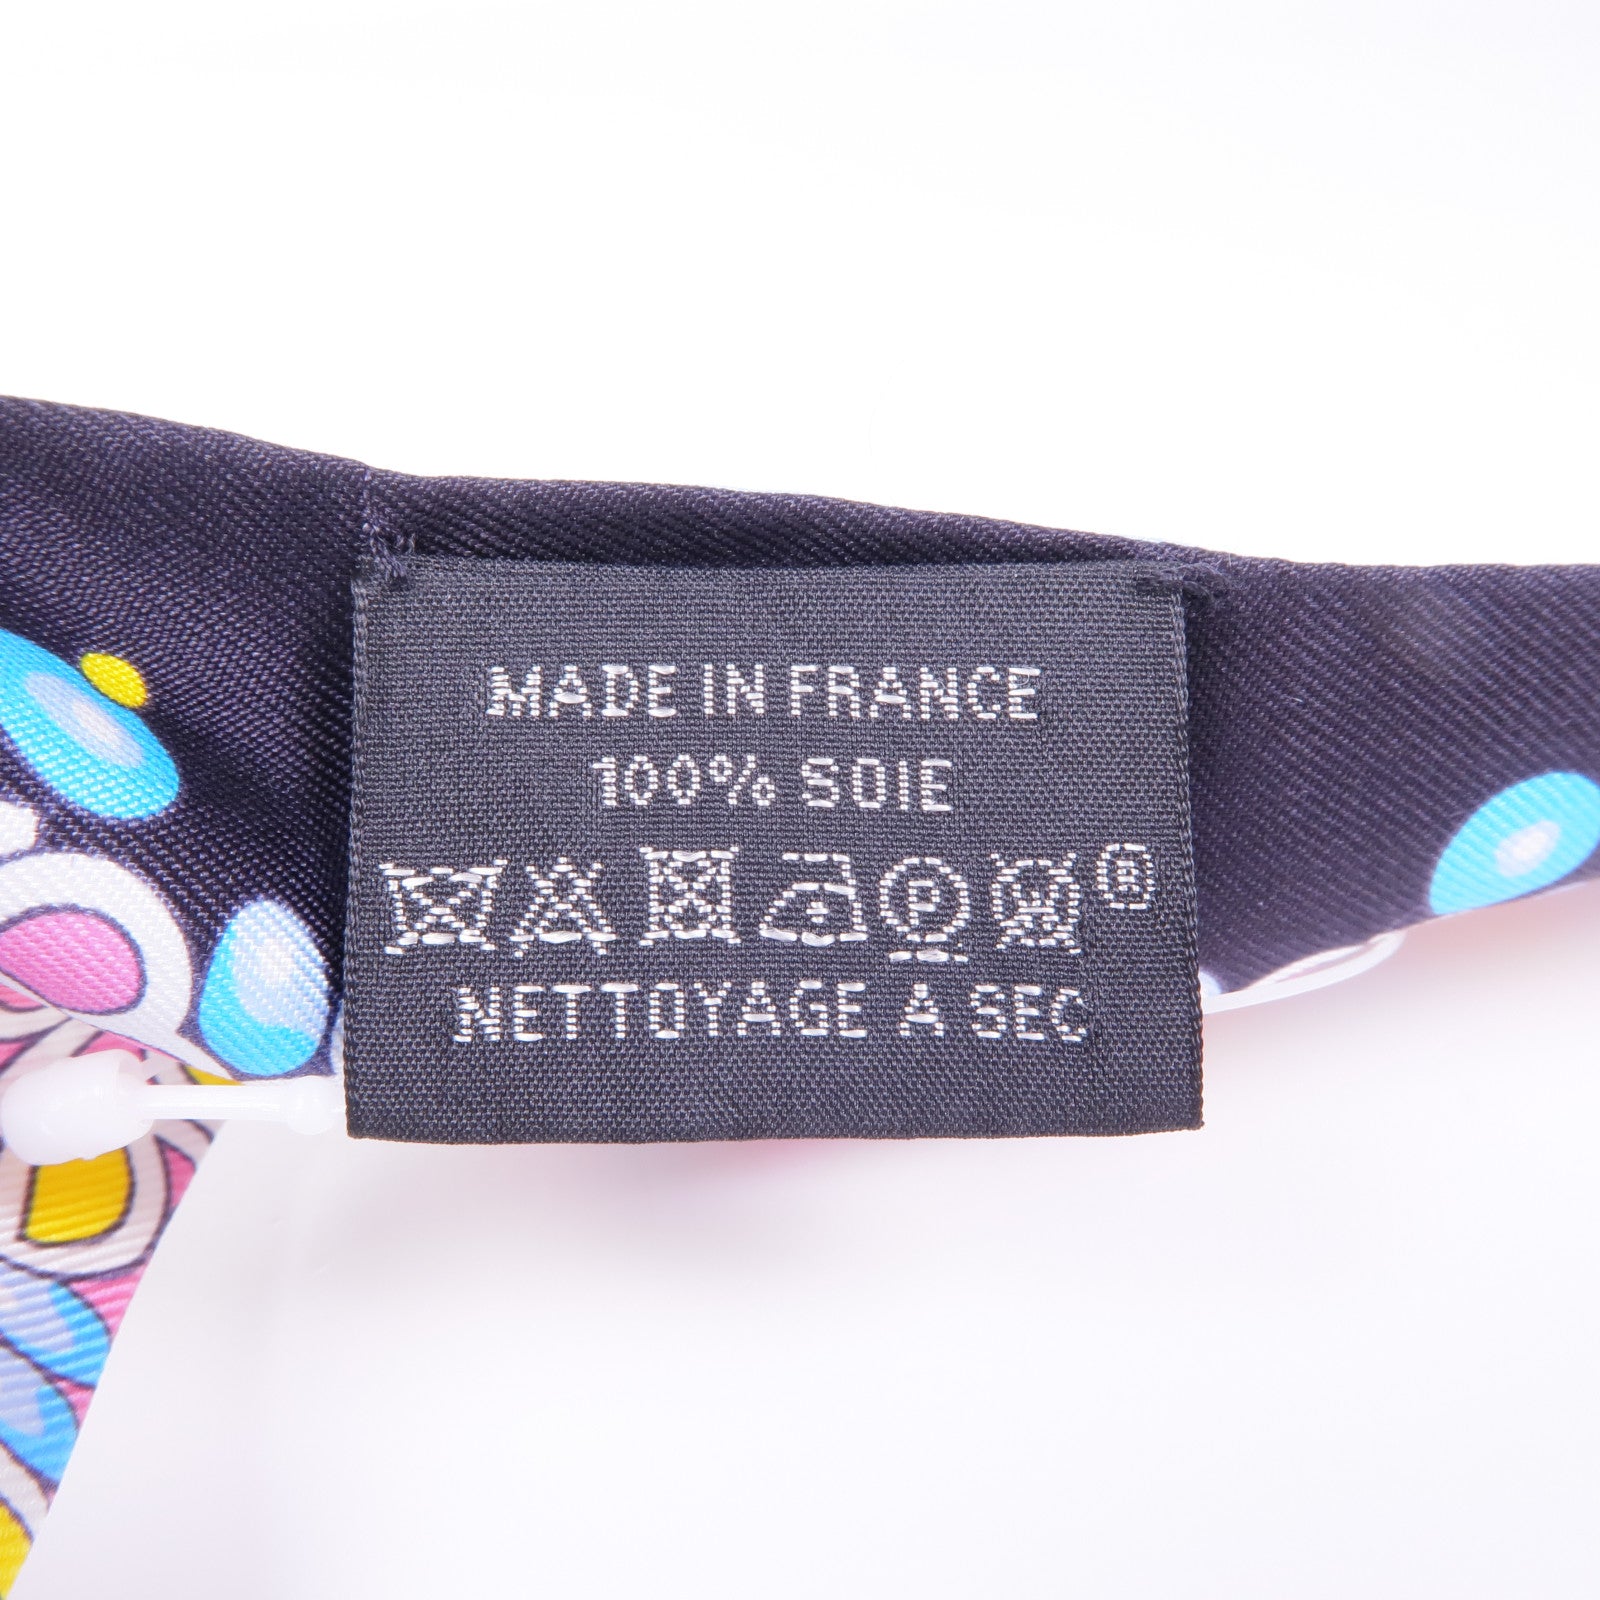 MADE IN FRANCE
100% SOIE
P W ®
NETTOYAGE A SEC